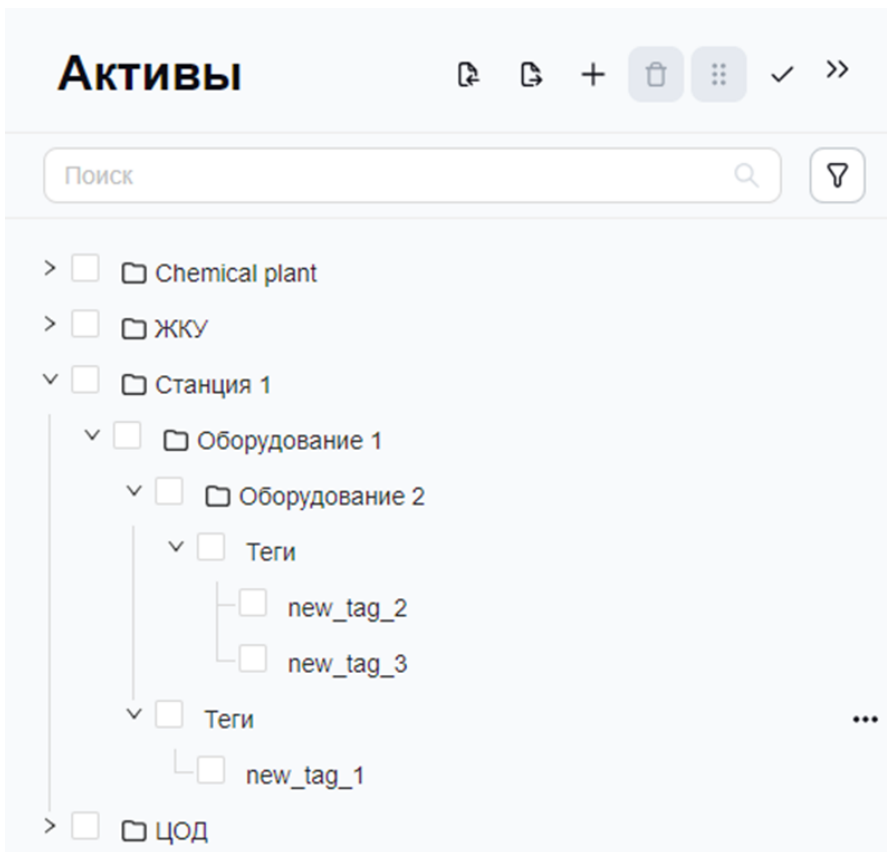 Активы
Поиск
Chemical plant
ЖКУ
Станция 1
Оборудование 1
Оборудование 2
Теги
new_tag_2
new_tag_3
Теги
new_tag_1
ЦОД